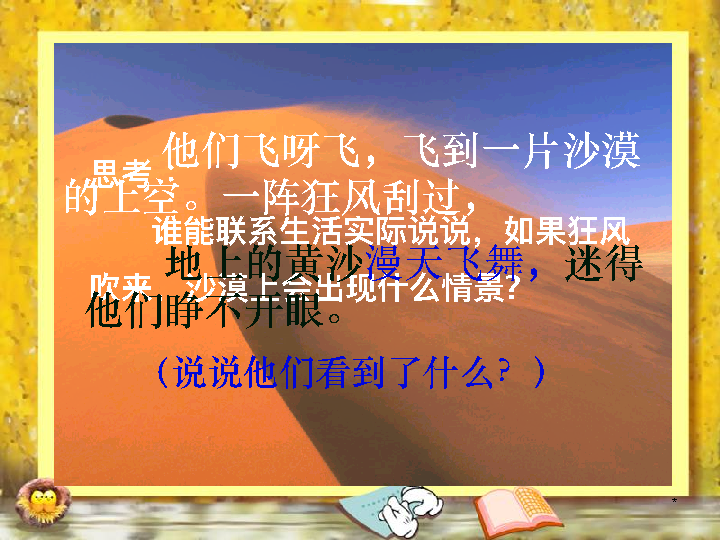 他们飞呀飞，飞到一片沙漠
的上空。一阵狂风刮过，
思考：
谁能联系生活实际说说，如果狂风
吹来，沙漠上会出现什么情景？
地上的黄沙漫天飞舞，迷得
他们睁不开眼。
（说说他们看到了什么？）
*